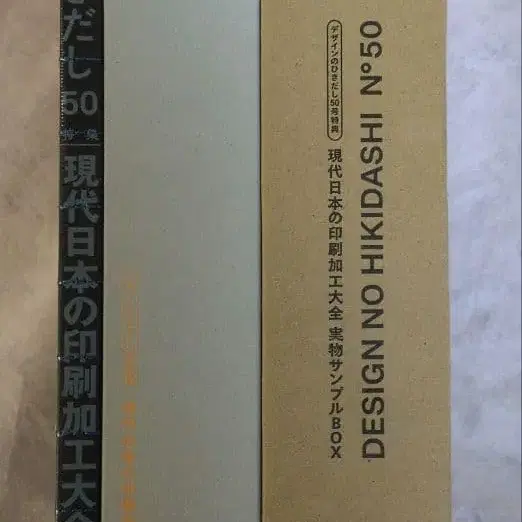 きだし 50
特集
現代日本の印刷加工大全
デザインのひきだし50号特典
現代日本の印刷加工大全 実物サンプルBOX
DESIGN NO HIKIDASHI N°50